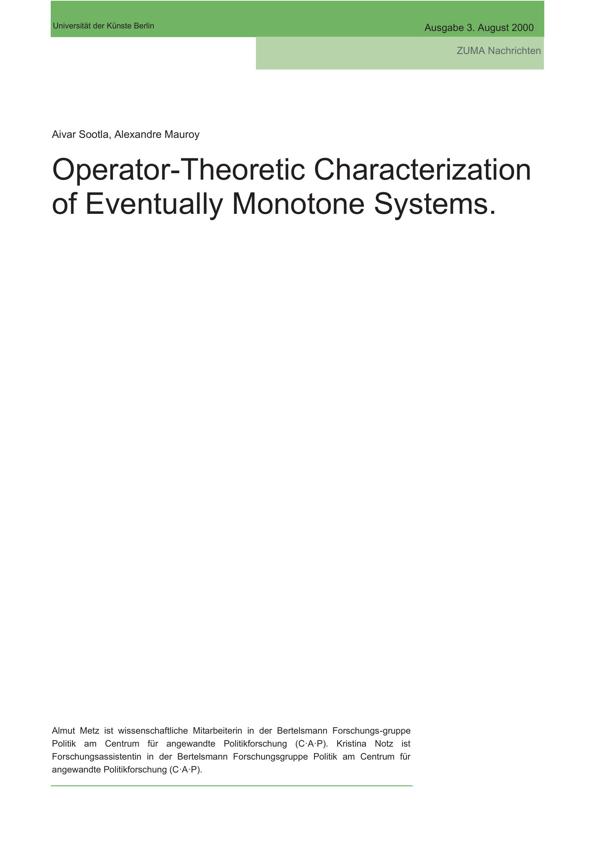 Universität der Künste Berlin
Ausgabe 3. August 2000
ZUMA Nachrichten
Aivar Sootla, Alexandre Mauroy
Operator-Theoretic Characterization
of Eventually Monotone Systems.
Almut Metz ist wissenschaftliche Mitarbeiterin in der Bertelsmann Forschungs-gruppe
Politik am Centrum für angewandte Politikforschung (C·A·P). Kristina Notz ist
Forschungsassistentin in der Bertelsmann Forschungsgruppe Politik am Centrum für
angewandte Politikforschung (C·A·P).